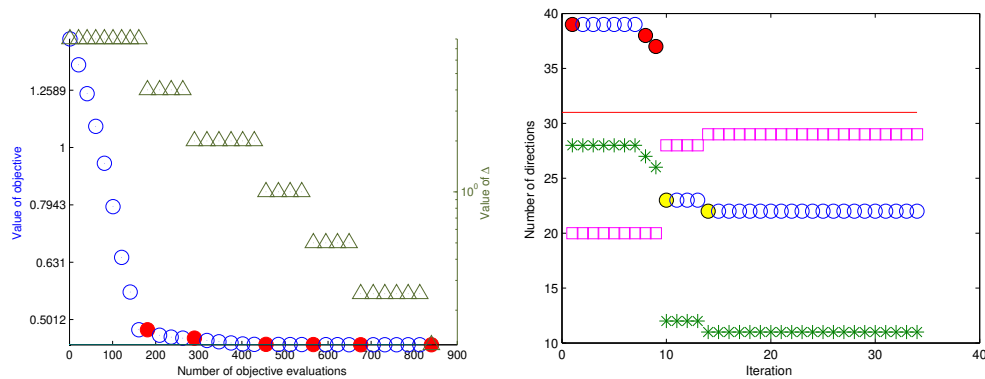 1.2589
1
0.7943
0.631
0.5012
Value of objective
0 100 200 300 400 500 600 700 800 900
Number of objective evaluations
10⁰
Value of Δ
40
35
30
25
20
15
10
Number of directions
0 10 20 30 40
Iteration